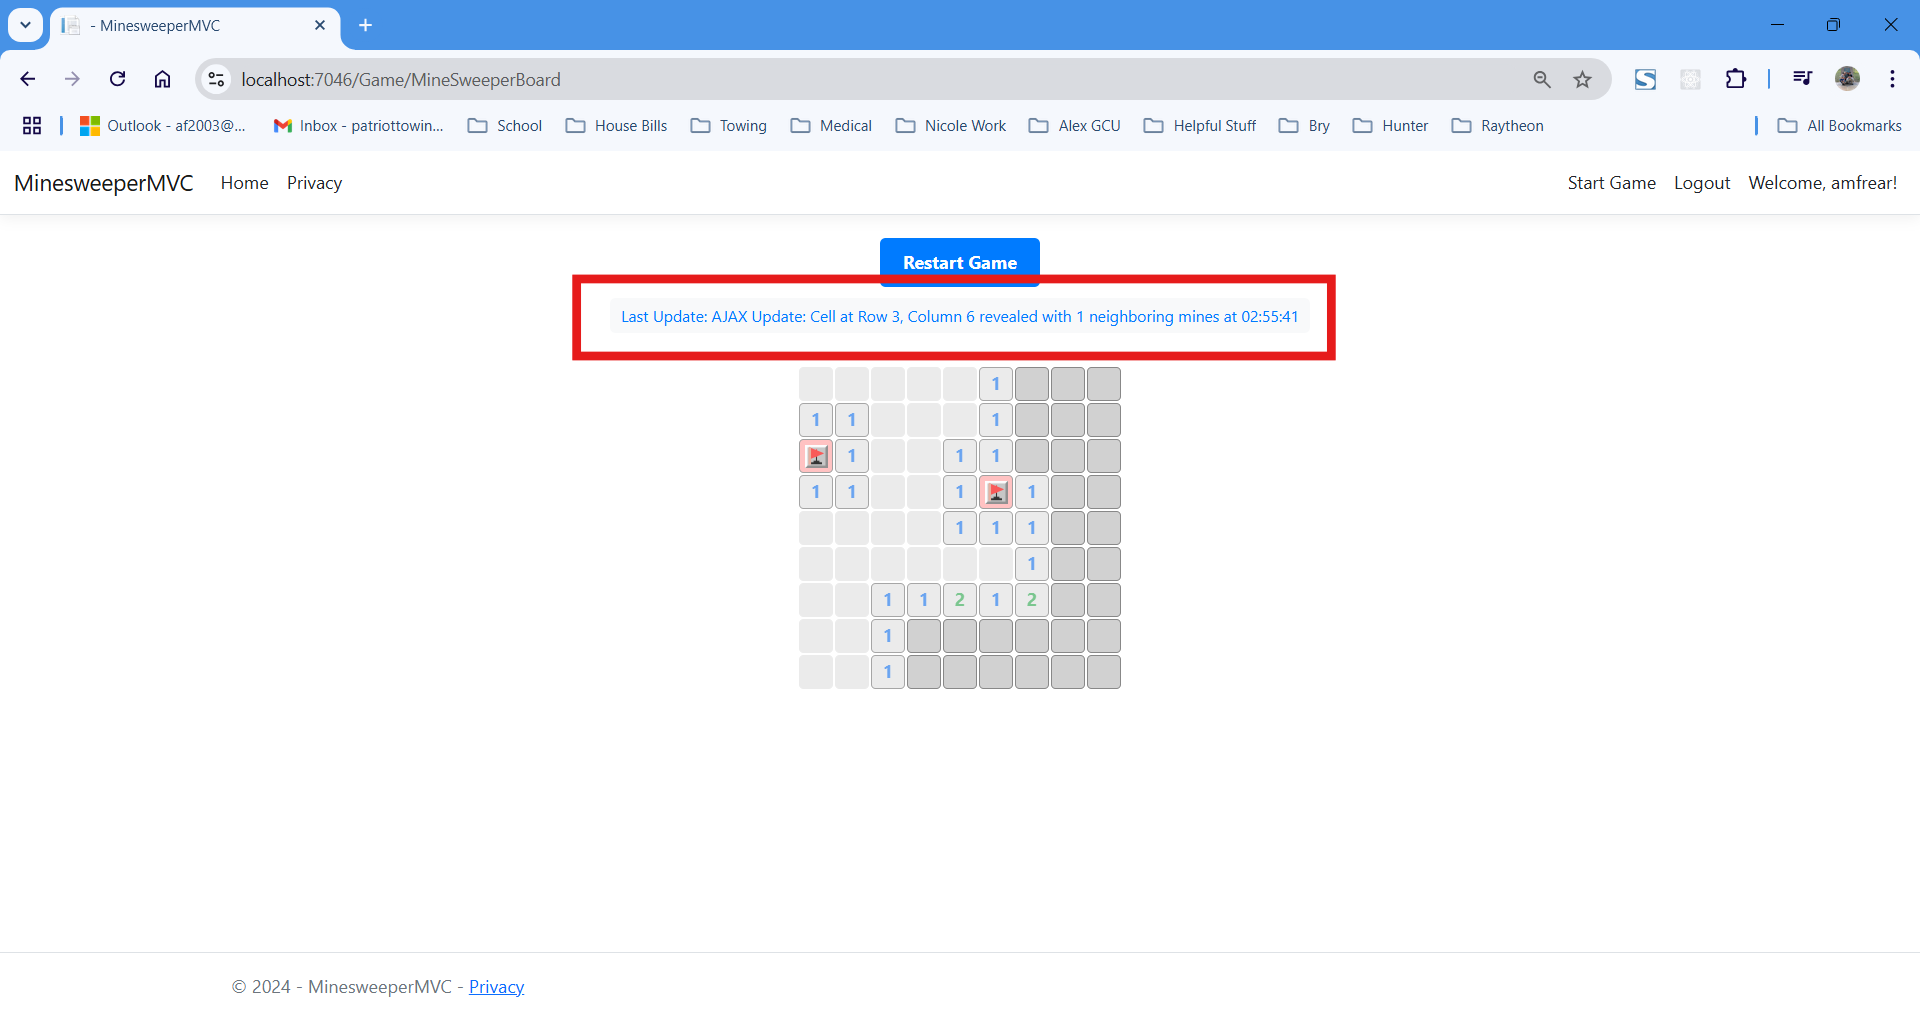 - MinesweeperMVC
localhost:7046/Game/MineSweeperBoard
Outlook - af2003@... Inbox - patriottowin... School House Bills Towing Medical Nicole Work Alex GCU Helpful Stuff Bry Hunter Raytheon All Bookmarks
MinesweeperMVC Home Privacy Start Game Logout Welcome, amfrear!
Restart Game
Last Update: AJAX Update: Cell at Row 3, Column 6 revealed with 1 neighboring mines at 02:55:41
1
1 1 1
1 1 1
1 1 1 1
1 1 1
1
1 1 2 1 2
1
1
© 2024 - MinesweeperMVC - Privacy